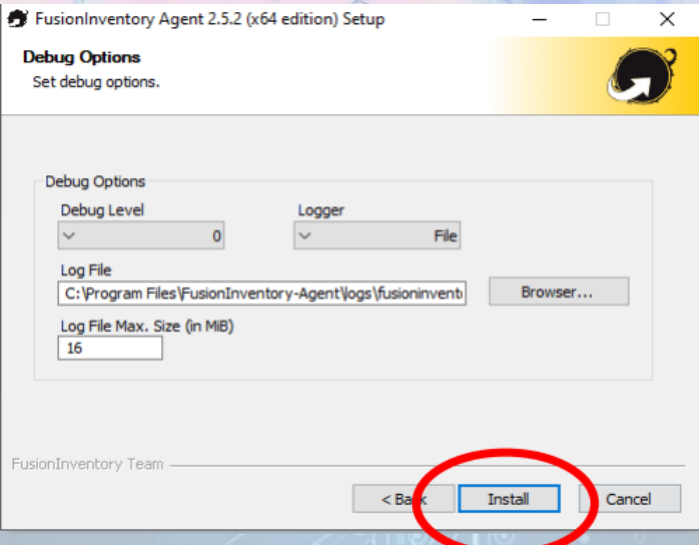 FusionInventory Agent 2.5.2 (x64 edition) Setup
Debug Options
Set debug options.
Debug Options
Debug Level Logger
0 File
Log File
C:\Program Files\FusionInventory-Agent\logs\fusioninvent Browser...
Log File Max. Size (in MiB)
16
FusionInventory Team
< Back Install Cancel